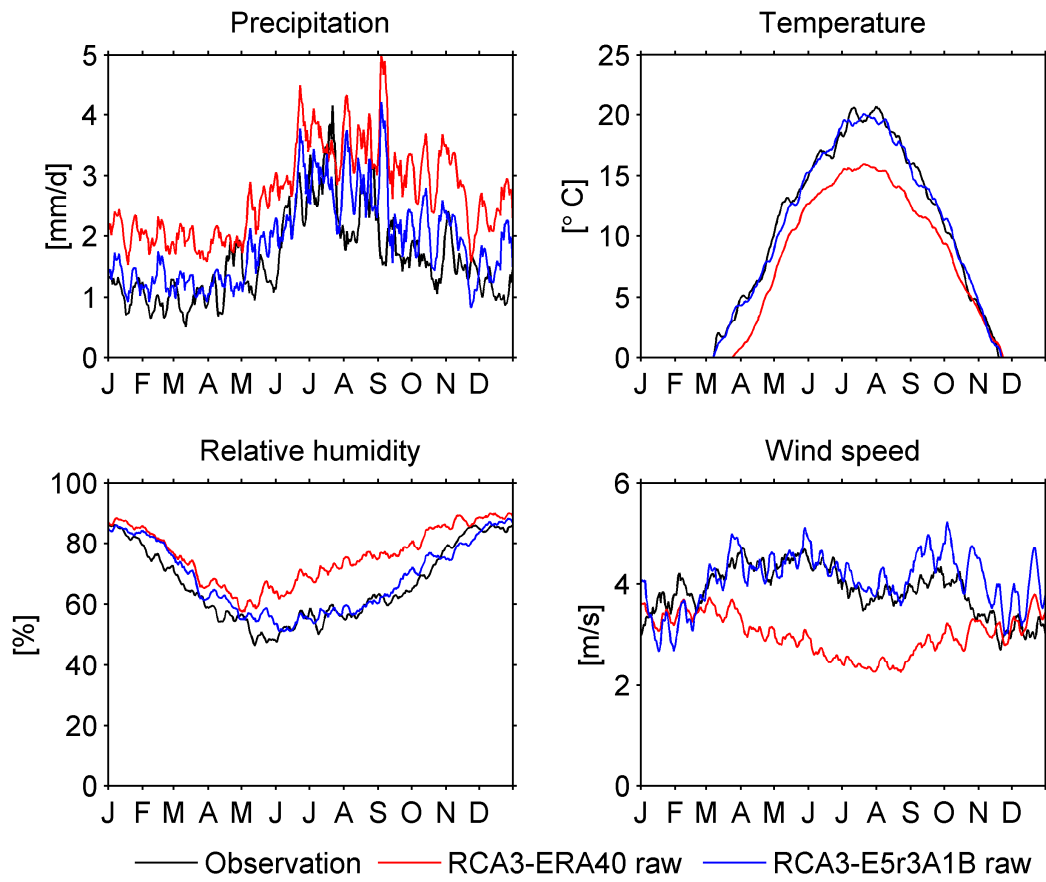 Precipitation
5
4
3
2
1
0
[mm/d]
J F M A M J J A S O N D
Temperature
25
20
15
10
5
0
[° C]
J F M A M J J A S O N D
Relative humidity
100
80
60
40
20
0
[%]
J F M A M J J A S O N D
Wind speed
6
4
2
0
[m/s]
J F M A M J J A S O N D
Observation RCA3-ERA40 raw RCA3-E5r3A1B raw